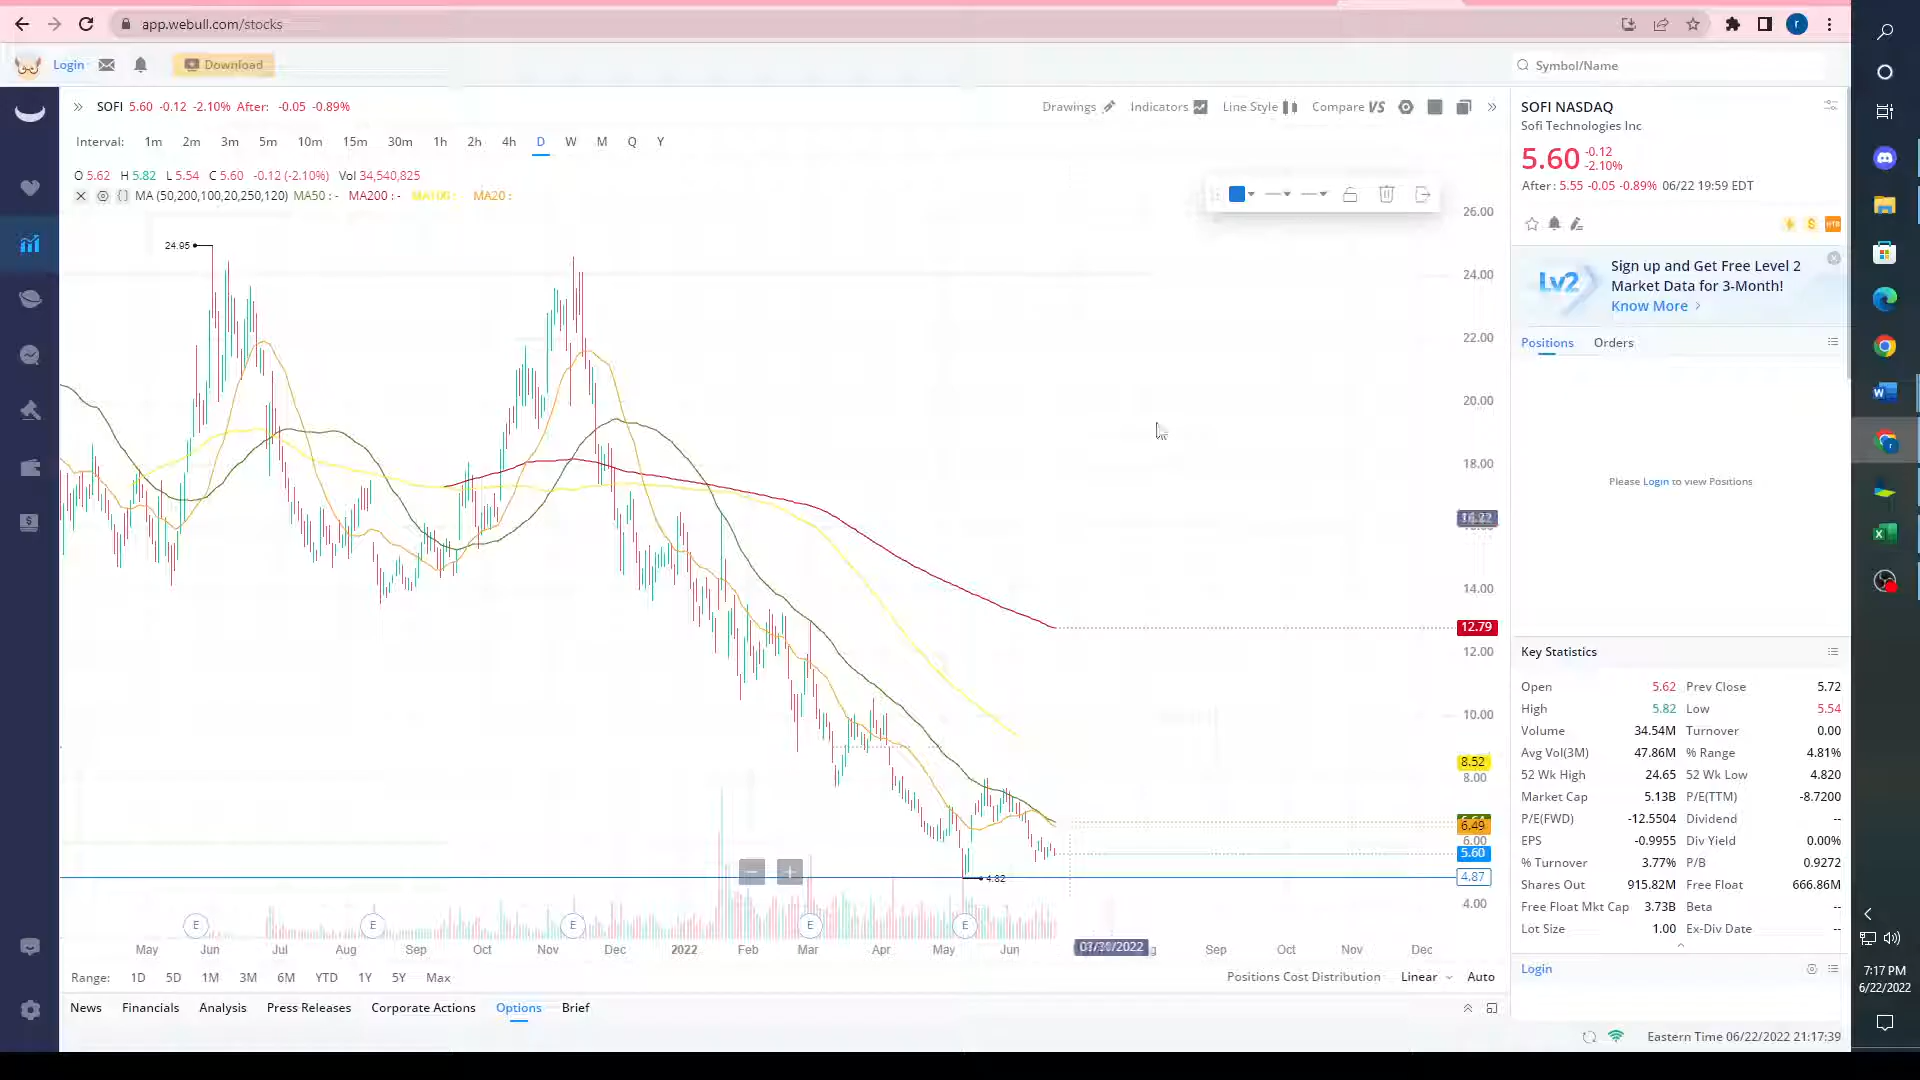 app.webull.com/stocks
r
Login
Download
Symbol/Name
SOFI 5.60 -0.12 -2.10% After: -0.05 -0.89%
Drawings Indicators Line Style Compare VS
Interval: 1m 2m 3m 5m 10m 15m 30m 1h 2h 4h D W M Q Y
O 5.62 H 5.82 L 5.54 C 5.60 -0.12 (-2.10%) Vol 34,540,825
MA (50,200,100,20,250,120) MA50 : - MA200 : - MA100 : MA20 :
24.95
26.00
24.00
22.00
20.00
18.00
14.00
12.79
12.00
10.00
8.52
8.00
6.49
6.00
5.60
4.82
4.87
4.00
E E E E E
May Jun Jul Aug Sep Oct Nov Dec 2022 Feb Mar Apr May Jun 03/31/2022 Sep Oct Nov Dec
Range: 1D 5D 1M 3M 6M YTD 1Y 5Y Max
Positions Cost Distribution Linear Auto
News Financials Analysis Press Releases Corporate Actions Options Brief
SOFI NASDAQ
Sofi Technologies Inc
5.60 -0.12
-2.10%
After : 5.55 -0.05 -0.89% 06/22 19:59 EDT
Lv2
Sign up and Get Free Level 2
Market Data for 3-Month!
Know More >
Positions Orders
Please Login to view Positions
Key Statistics
Open 5.62 Prev Close 5.72
High 5.82 Low 5.54
Volume 34.54M Turnover 0.00
Avg Vol(3M) 47.86M % Range 4.81%
52 Wk High 24.65 52 Wk Low 4.820
Market Cap 5.13B P/E(TTM) -8.7200
P/E(FWD) -12.5504 Dividend --
EPS -0.9955 Div Yield 0.00%
% Turnover 3.77% P/B 0.9272
Shares Out 915.82M Free Float 666.86M
Free Float Mkt Cap 3.73B Beta --
Lot Size 1.00 Ex-Div Date --
Login
Eastern Time 06/22/2022 21:17:39
7:17 PM
6/22/2022